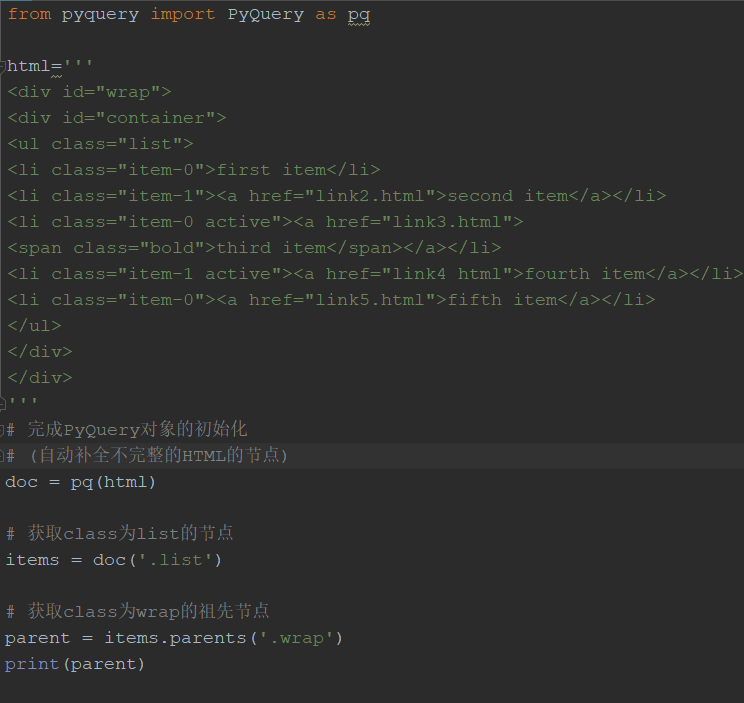 from pyquery import PyQuery as pq
html='''
<div id="wrap">
<div id="container">
<ul class="list">
<li class="item-0">first item</li>
<li class="item-1"><a href="link2.html">second item</a></li>
<li class="item-0 active"><a href="link3.html">
<span class="bold">third item</span></a></li>
<li class="item-1 active"><a href="link4 html">fourth item</a></li>
<li class="item-0"><a href="link5.html">fifth item</a></li>
</ul>
</div>
</div>
'''
# 完成PyQuery对象的初始化
# (自动补全不完整的HTML的节点)
doc = pq(html)
# 获取class为list的节点
items = doc('.list')
# 获取class为wrap的祖先节点
parent = items.parents('.wrap')
print(parent)